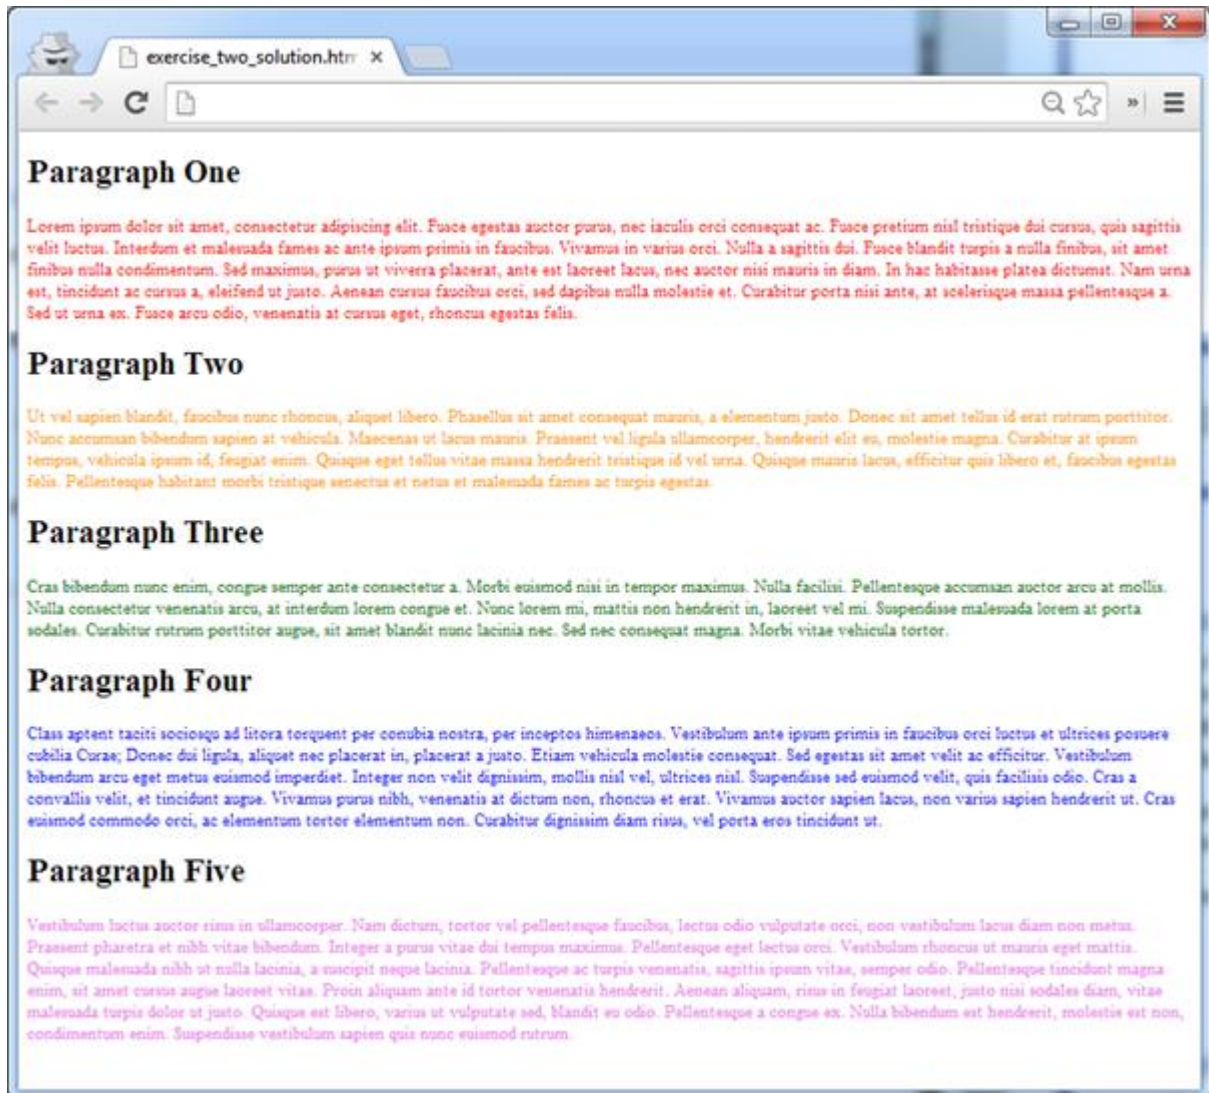 exercise_two_solution.htm
Paragraph One
Lorem ipsum dolor sit amet, consectetur adipiscing elit. Fusce egestas auctor purus, nec iaculis orci consequat ac. Fusce pretium nisl tristique dui cursus, quis sagittis
velit luctus. Interdum et malesuada fames ac ante ipsum primis in faucibus. Vivamus in varius orci. Nulla a sagittis dui. Fusce blandit turpis a nulla finibus, sit amet
finibus nulla condimentum. Sed maximus, purus ut viverra placerat, ante est laoreet lacus, nec auctor nisi mauris in diam. In hac habitasse platea dictumst. Nam urna
est, tincidunt ac cursus a, eleifend ut justo. Aenean cursus faucibus orci, sed dapibus nulla molestie et. Curabitur porta nisi ante, at scelerisque massa pellentesque a.
Sed ut urna ex. Fusce arcu odio, venenatis at cursus eget, rhoncus egestas felis.
Paragraph Two
Ut vel sapien blandit, faucibus nunc rhoncus, aliquet libero. Phasellus sit amet consequat mauris, a elementum justo. Donec sit amet tellus id erat rutrum porttitor.
Nunc accumsan bibendum sapien at vehicula. Maecenas ut lacus mauris. Praesent vel ligula ullamcorper, hendrerit elit eu, molestie magna. Curabitur at ipsum
tempus, vehicula ipsum id, feugiat enim. Quisque eget tellus vitae massa hendrerit tristique id vel urna. Quisque mauris lacus, efficitur quis libero et, faucibus egestas
felis. Pellentesque habitant morbi tristique senectus et netus et malesuada fames ac turpis egestas.
Paragraph Three
Cras bibendum nunc enim, congue semper ante consectetur a. Morbi euismod nisi in tempor maximus. Nulla facilisi. Pellentesque accumsan auctor arcu at mollis.
Nulla consectetur venenatis arcu, at interdum lorem congue et. Nunc lorem mi, mattis non hendrerit in, laoreet vel mi. Suspendisse malesuada lorem at porta
sodales. Curabitur rutrum porttitor augue, sit amet blandit nunc lacinia nec. Sed nec consequat magna. Morbi vitae vehicula tortor.
Paragraph Four
Class aptent taciti sociosqu ad litora torquent per conubia nostra, per inceptos himenaeos. Vestibulum ante ipsum primis in faucibus orci luctus et ultrices posuere
cubilia Curae; Donec dui ligula, aliquet nec placerat in, placerat a justo. Etiam vehicula molestie consequat. Sed egestas sit amet velit ac efficitur. Vestibulum
bibendum arcu eget metus euismod imperdiet. Integer non velit dignissim, mollis nisl vel, ultrices nisl. Suspendisse sed euismod velit, quis facilisis odio. Cras a
convallis velit, et tincidunt augue. Vivamus purus nibh, venenatis at dictum non, rhoncus et erat. Vivamus auctor sapien lacus, non varius sapien hendrerit ut. Cras
euismod commodo orci, ac elementum tortor elementum non. Curabitur dignissim diam risus, vel porta eros tincidunt ut.
Paragraph Five
Vestibulum luctus auctor risus in ullamcorper. Nam dictum, tortor vel pellentesque faucibus, lectus odio vulputate orci, non vestibulum lacus diam non metus.
Praesent pharetra et nibh vitae bibendum. Integer a purus vitae dui tempus maximus. Pellentesque eget lectus orci. Vestibulum rhoncus ut mauris eget mattis.
Quisque malesuada nibh ut nulla lacinia, a suscipit neque lacinia. Pellentesque ac turpis venenatis, sagittis ipsum vitae, semper odio. Pellentesque tincidunt magna
enim, sit amet cursus augue laoreet vitae. Proin aliquam ante id tortor venenatis hendrerit. Aenean aliquam, risus in feugiat laoreet, justo nisi sodales diam, vitae
malesuada turpis dolor ut justo. Quisque est libero, varius ut vulputate sed, blandit eu odio. Pellentesque a congue ex. Nulla bibendum est hendrerit, molestie est non,
condimentum enim. Suspendisse vestibulum sapien quis nunc euismod rutrum.